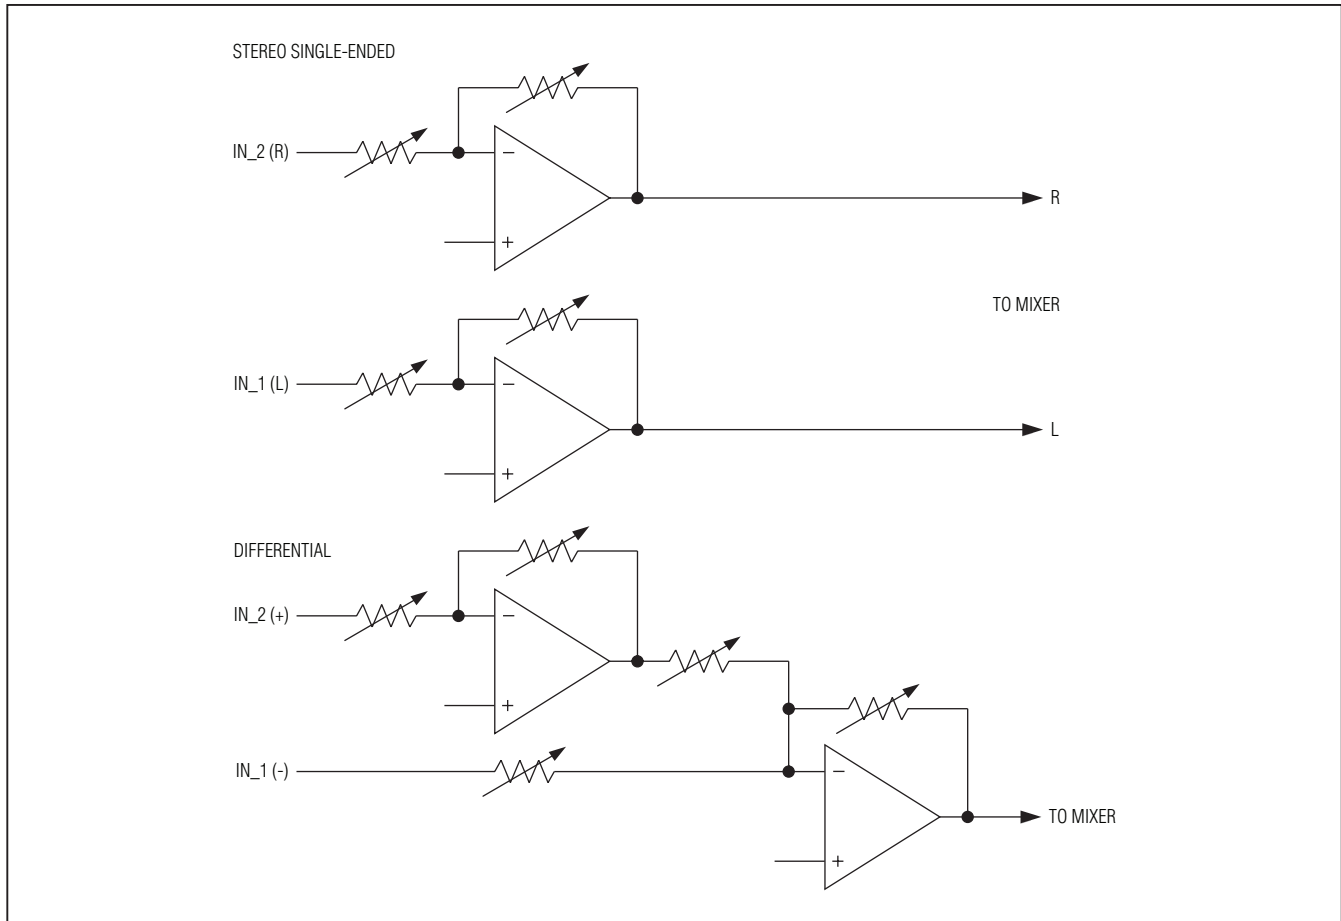 STEREO SINGLE-ENDED
IN_2 (R)
−
+
R
TO MIXER
IN_1 (L)
−
+
L
DIFFERENTIAL
IN_2 (+)
−
+
IN_1 (-)
−
+
TO MIXER